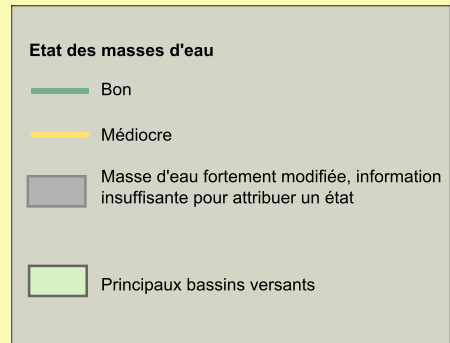 Etat des masses d'eau
Bon
Médiocre
Masse d'eau fortement modifiée, information
insuffisante pour attribuer un état
Principaux bassins versants